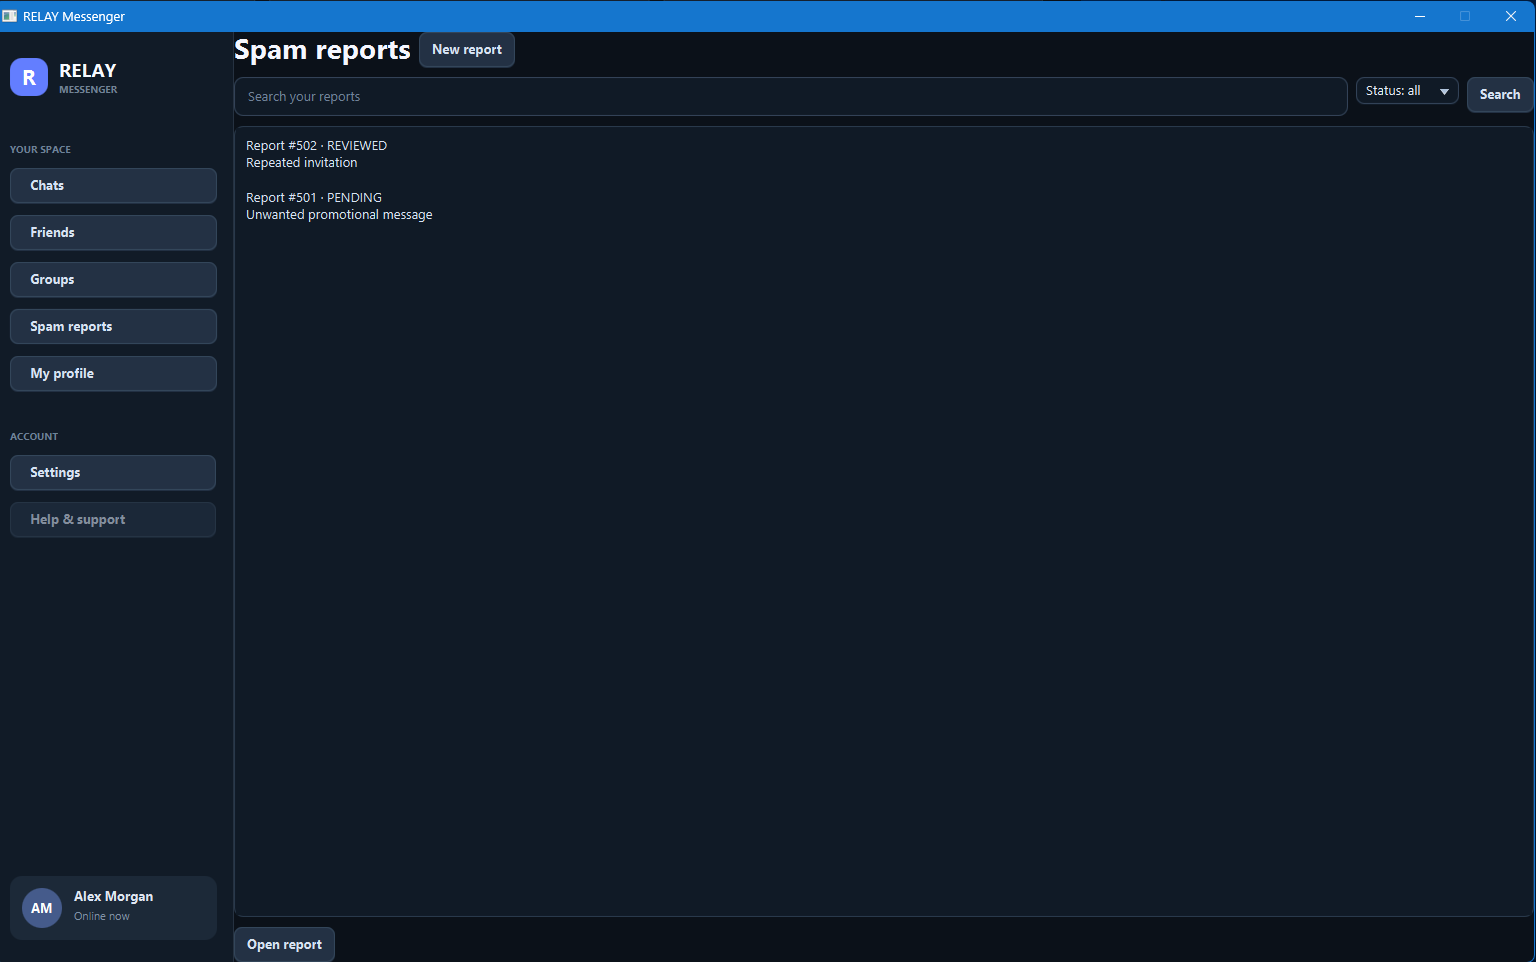 RELAY Messenger
R
RELAY
MESSENGER
YOUR SPACE
Chats
Friends
Groups
Spam reports
My profile
ACCOUNT
Settings
Help & support
AM
Alex Morgan
Online now
Spam reports
New report
Search your reports
Status: all
Search
Report #502 · REVIEWED
Repeated invitation
Report #501 · PENDING
Unwanted promotional message
Open report